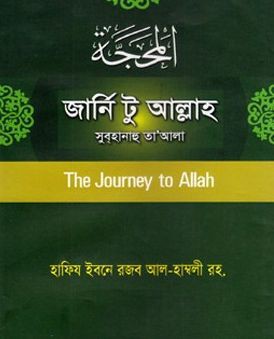 المحجة
জার্নি টু আল্লাহ
সুবহানাহু তা'আলা
The Journey to Allah
হাফিয ইবনে রজব আল-হাম্বলী রহ.